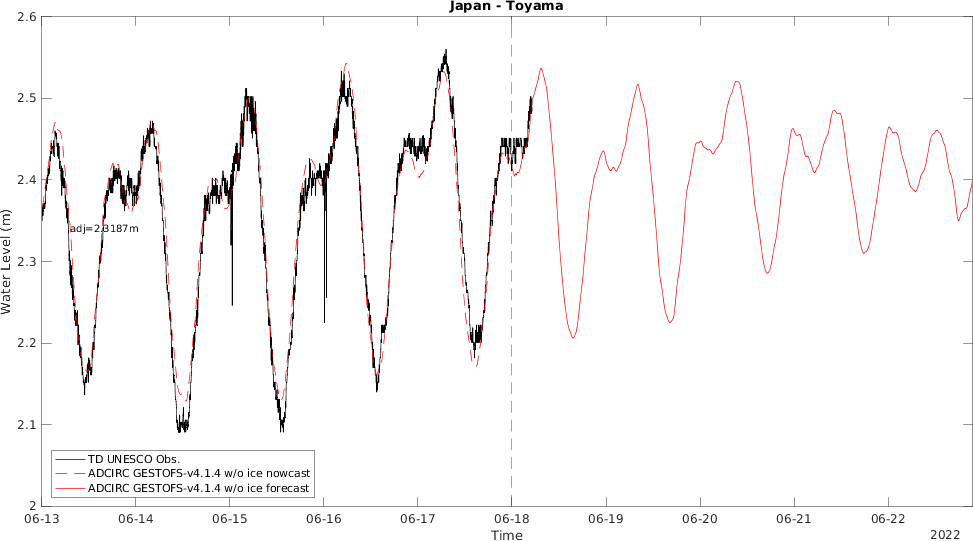 Japan - Toyama
2.6
2.5
2.4
2.3
2.2
2.1
2
Water Level (m)
adj=2.3187m
TD UNESCO Obs.
ADCIRC GESTOFS-v4.1.4 w/o ice nowcast
ADCIRC GESTOFS-v4.1.4 w/o ice forecast
06-13 06-14 06-15 06-16 06-17 06-18 06-19 06-20 06-21 06-22
Time
2022